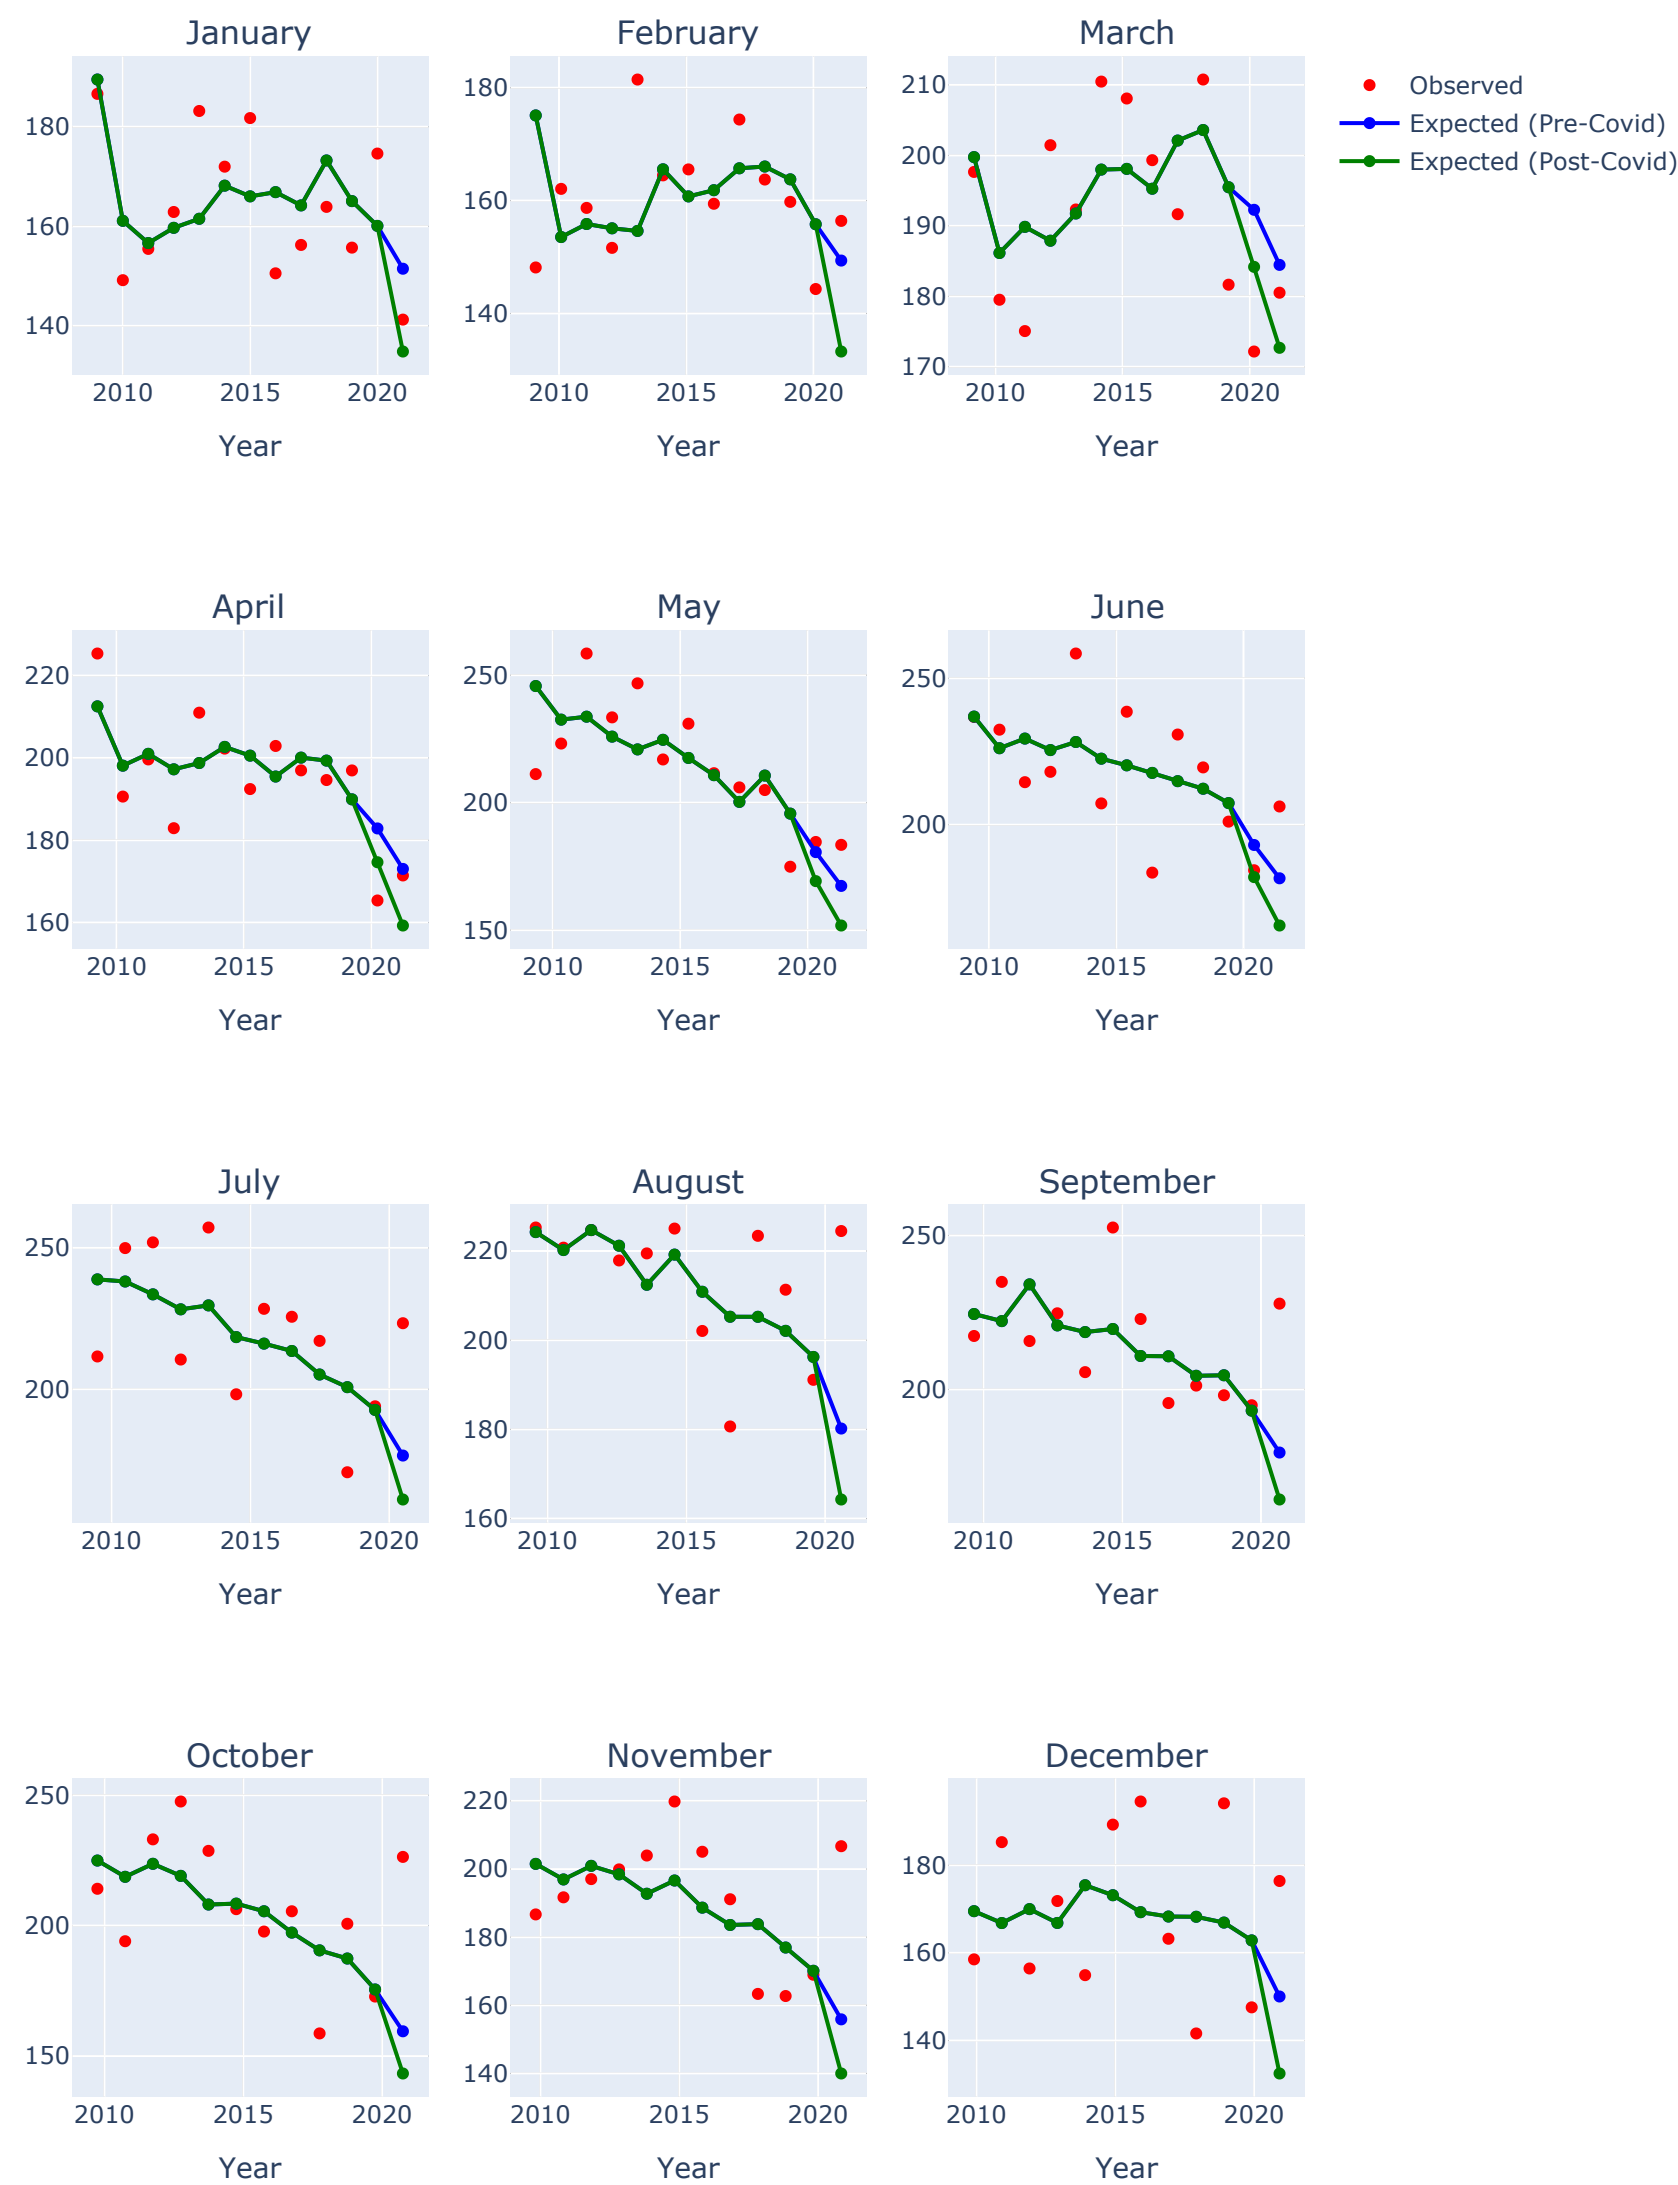 January
February
March
Observed
Expected (Pre-Covid)
Expected (Post-Covid)
180
160
140
2010 2015 2020
Year
180
160
140
2010 2015 2020
Year
210
200
190
180
170
2010 2015 2020
Year
April
May
June
220
200
180
160
2010 2015 2020
Year
250
200
150
2010 2015 2020
Year
250
200
2010 2015 2020
Year
July
August
September
250
200
2010 2015 2020
Year
220
200
180
160
2010 2015 2020
Year
250
200
2010 2015 2020
Year
October
November
December
250
200
150
2010 2015 2020
Year
220
200
180
160
140
2010 2015 2020
Year
180
160
140
2010 2015 2020
Year